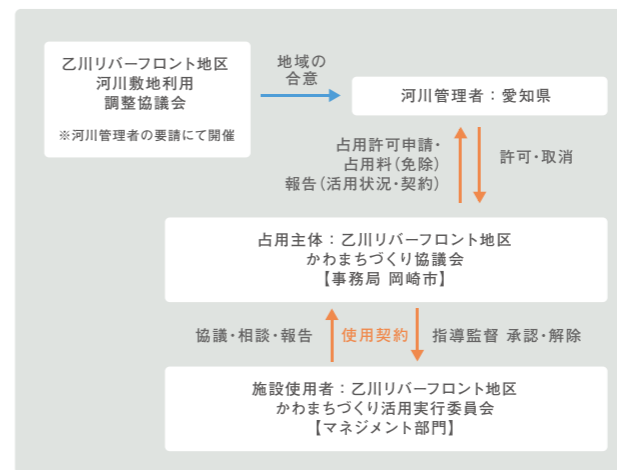 乙川リバーフロント地区
河川敷地利用
調整協議会
※河川管理者の要請にて開催
地域の
合意
河川管理者：愛知県
占用許可申請・
占用料（免除）
報告（活用状況・契約）
許可・取消
占用主体：乙川リバーフロント地区
かわまちづくり協議会
【事務局 岡崎市】
協議・相談・報告
使用契約
指導監督 承認・解除
施設使用者：乙川リバーフロント地区
かわまちづくり活用実行委員会
【マネジメント部門】